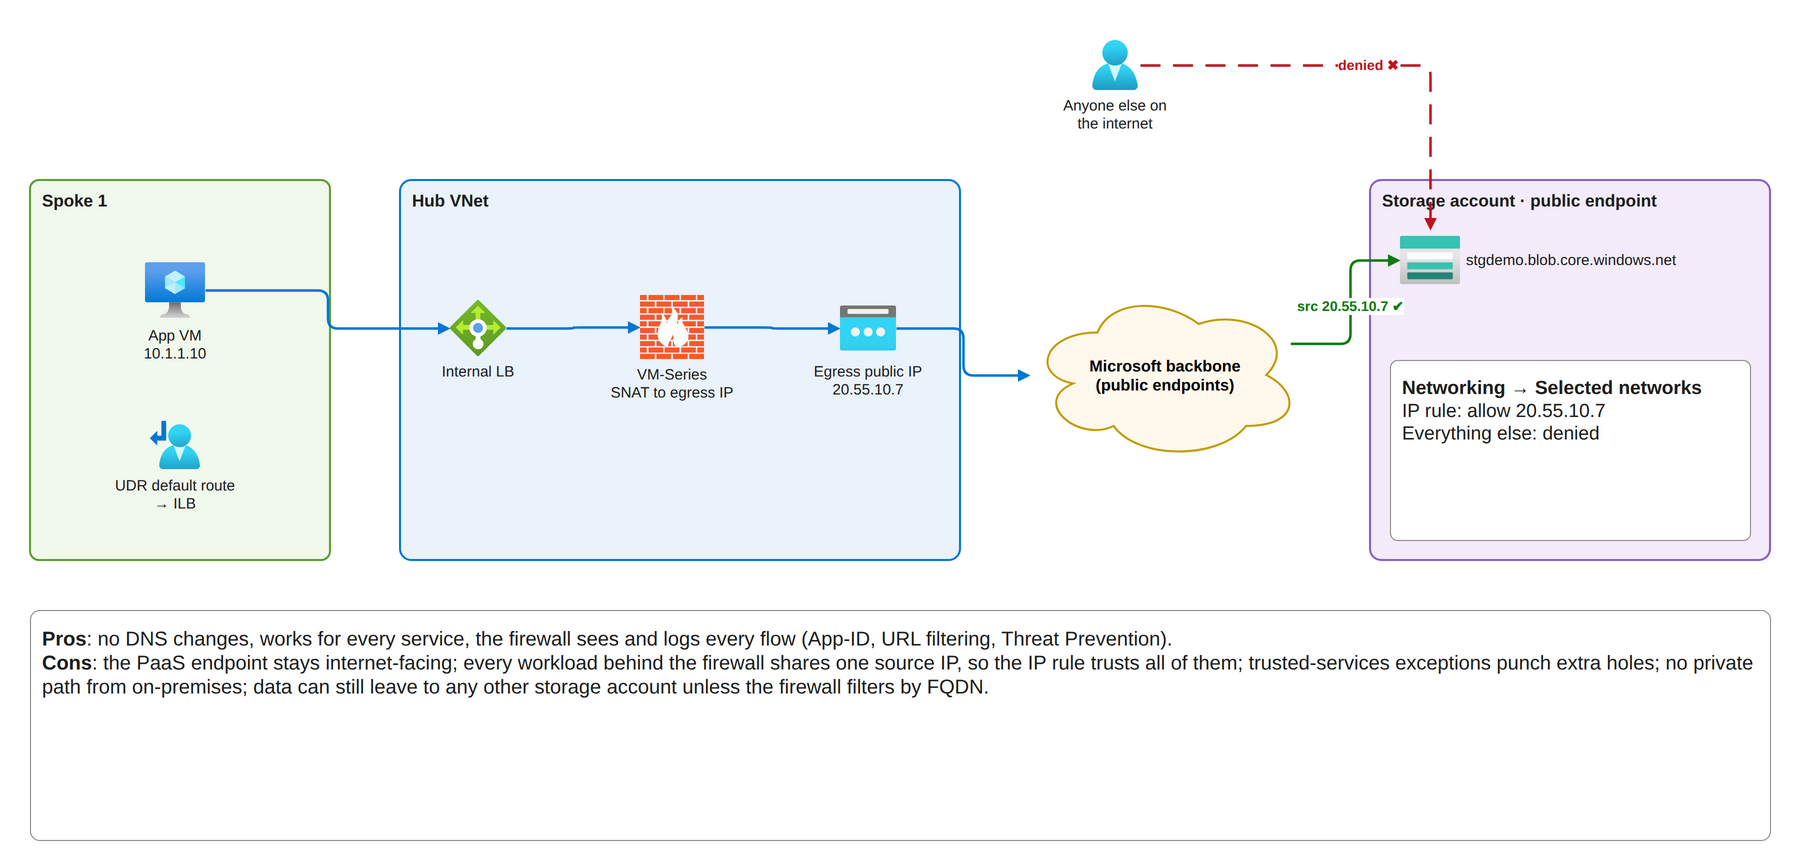 denied ✖
Anyone else on
the internet
Spoke 1
Hub VNet
Storage account · public endpoint
stgdemo.blob.core.windows.net
src 20.55.10.7 ✔
App VM
10.1.1.10
Internal LB
VM-Series
SNAT to egress IP
Egress public IP
20.55.10.7
Microsoft backbone
(public endpoints)
Networking → Selected networks
IP rule: allow 20.55.10.7
Everything else: denied
UDR default route
→ ILB
Pros: no DNS changes, works for every service, the firewall sees and logs every flow (App-ID, URL filtering, Threat Prevention).
Cons: the PaaS endpoint stays internet-facing; every workload behind the firewall shares one source IP, so the IP rule trusts all of them; trusted-services exceptions punch extra holes; no private
path from on-premises; data can still leave to any other storage account unless the firewall filters by FQDN.